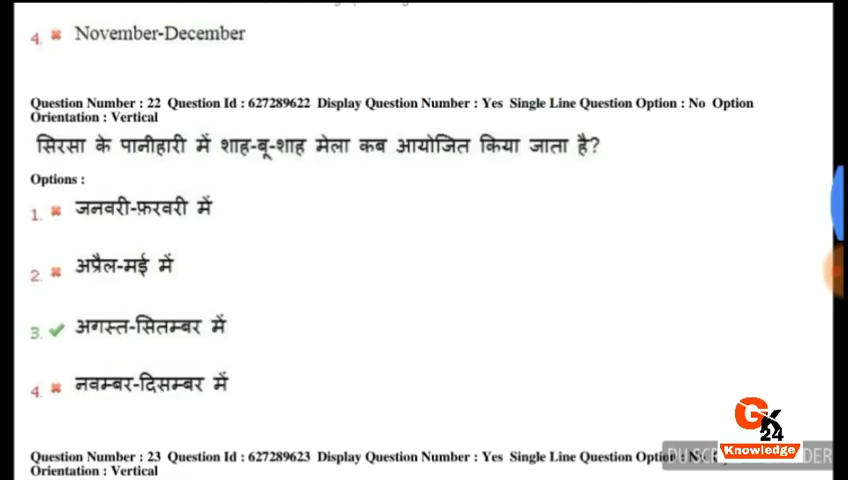 4. November-December
Question Number : 22 Question Id : 627289622 Display Question Number : Yes Single Line Question Option : No Option
Orientation : Vertical
सिरसा के पानीहारी में शाह-बू-शाह मेला कब आयोजित किया जाता है?
Options :
1. जनवरी-फ़रवरी में
2. अप्रैल-मई में
3. अगस्त-सितम्बर में
4. नवम्बर-दिसम्बर में
GK
24
Knowledge
Question Number : 23 Question Id : 627289623 Display Question Number : Yes Single Line Question Option : No
Orientation : Vertical